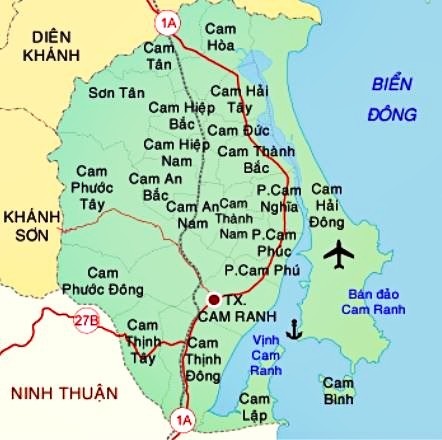 1A
DIÊN
KHÁNH
Cam
Hòa
Cam
Tân
BIỂN
ĐÔNG
Sơn Tân
Cam Hải
Tây
Cam Hiệp
Bắc
Cam Đức
Cam Hiệp
Nam
Cam Thành
Bắc
Cam
Phước
Tây
Cam An
Bắc
P.Cam
Nghĩa
Cam
Hải
Đông
KHÁNH
SƠN
Cam An
Nam
Cam
Thành
Nam
P.Cam
Phúc
P.Cam Phú
Cam
Phước Đông
TX.
CAM RANH
Bán đảo
Cam Ranh
27B
Cam
Thịnh
Tây
Cam
Thịnh
Đông
Vịnh
Cam
Ranh
NINH THUẬN
Cam
Bình
Cam
Lập
1A